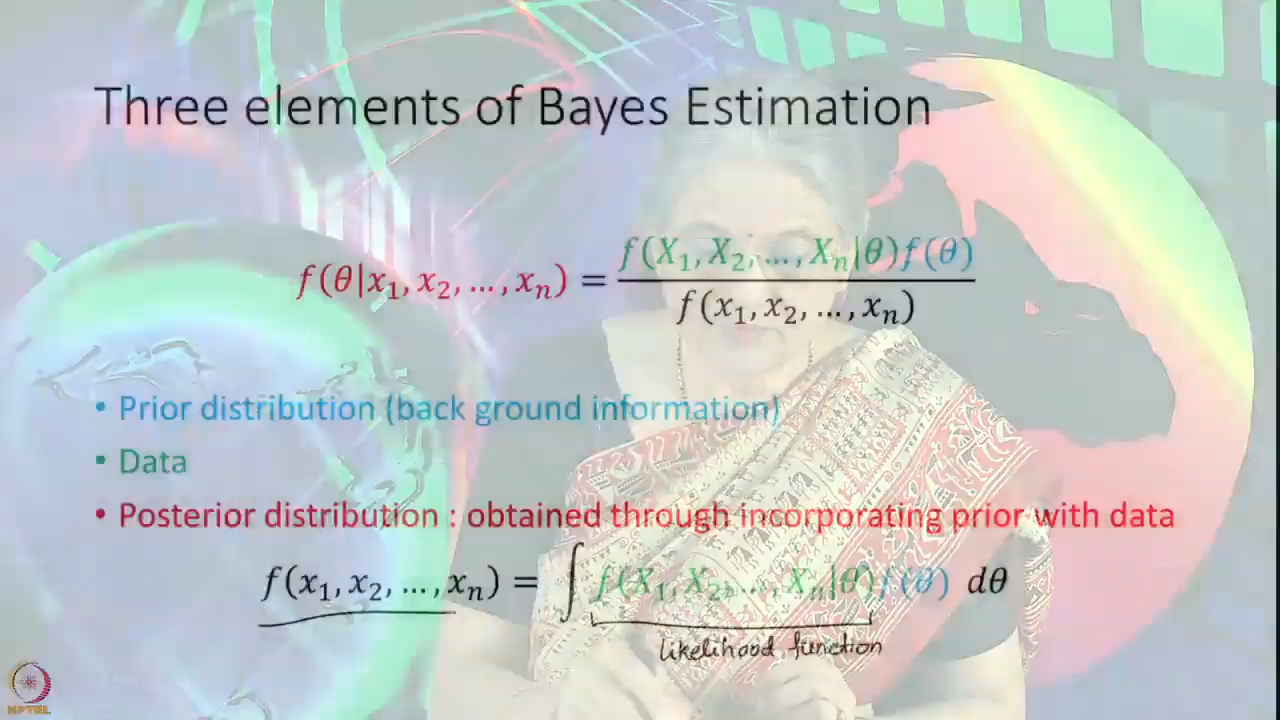 Three elements of Bayes Estimation
f(θ|x₁, x₂, …, xₙ) = f(X₁, X₂, …, Xₙ|θ)f(θ)
f(x₁, x₂, …, xₙ)
• Prior distribution (back ground information)
• Data
• Posterior distribution : obtained through incorporating prior with data
f(x₁, x₂, …, xₙ) = ∫ f(X₁, X₂, …, Xₙ|θ)f(θ) dθ
likelihood function
NPTEL